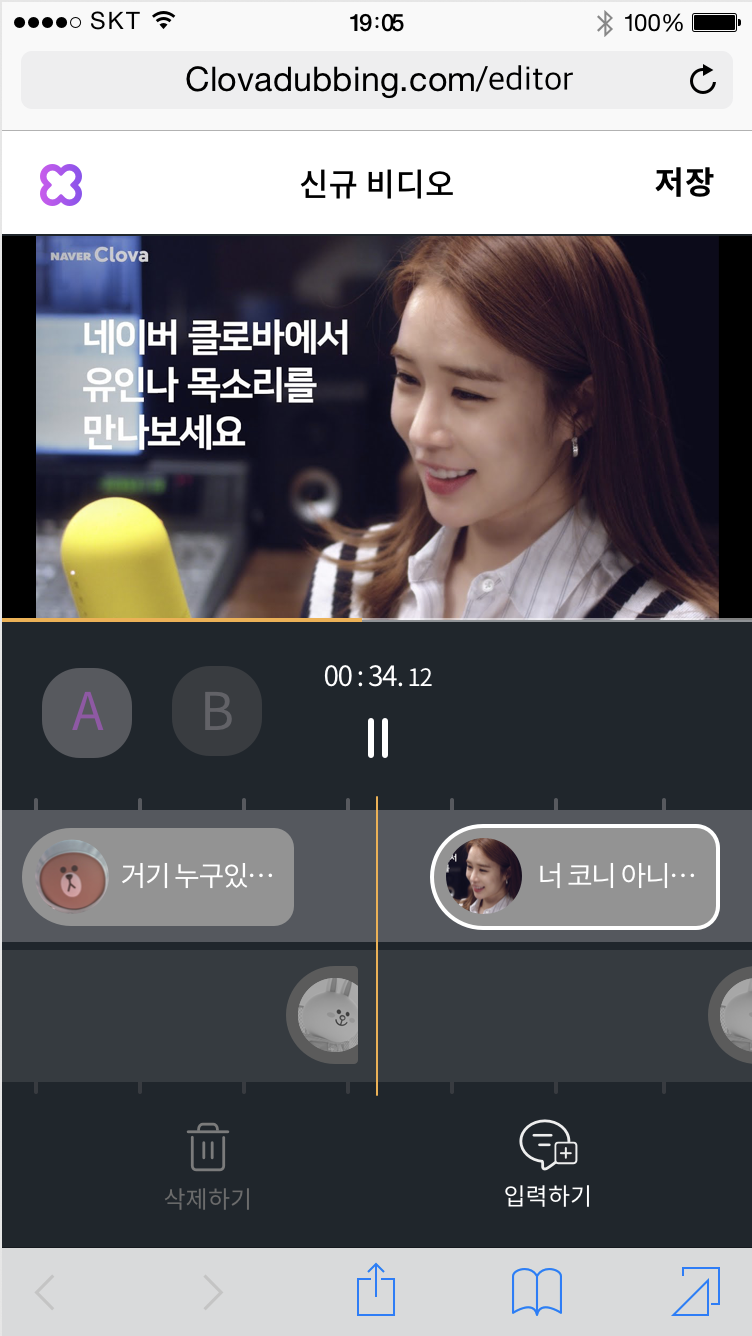 SKT 19:05 100%
Clovadubbing.com/editor
신규 비디오 저장
NAVER Clova
네이버 클로바에서
유인나 목소리를
만나보세요
A B 00:34.12
거기 누구있… 너 코니 아니…
삭제하기 입력하기